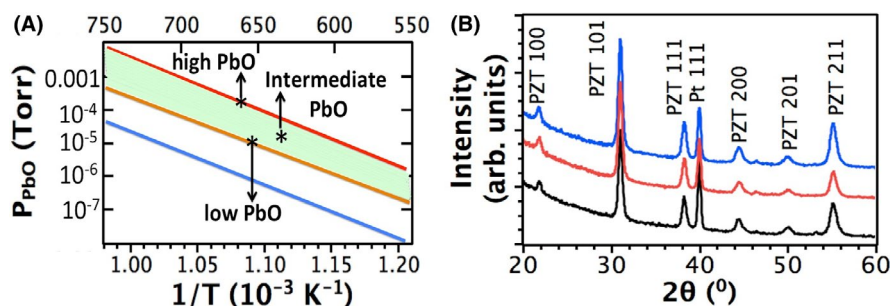 (A)
750 700 650 600 550
high PbO
Intermediate
PbO
low PbO
0.001
10⁻⁴
10⁻⁵
10⁻⁶
10⁻⁷
P_PbO (Torr)
1.00 1.05 1.10 1.15 1.20
1/T (10⁻³ K⁻¹)
(B)
Intensity
(arb. units)
PZT 100
PZT 101
PZT 111
Pt 111
PZT 200
PZT 201
PZT 211
20 30 40 50 60
2θ (⁰)